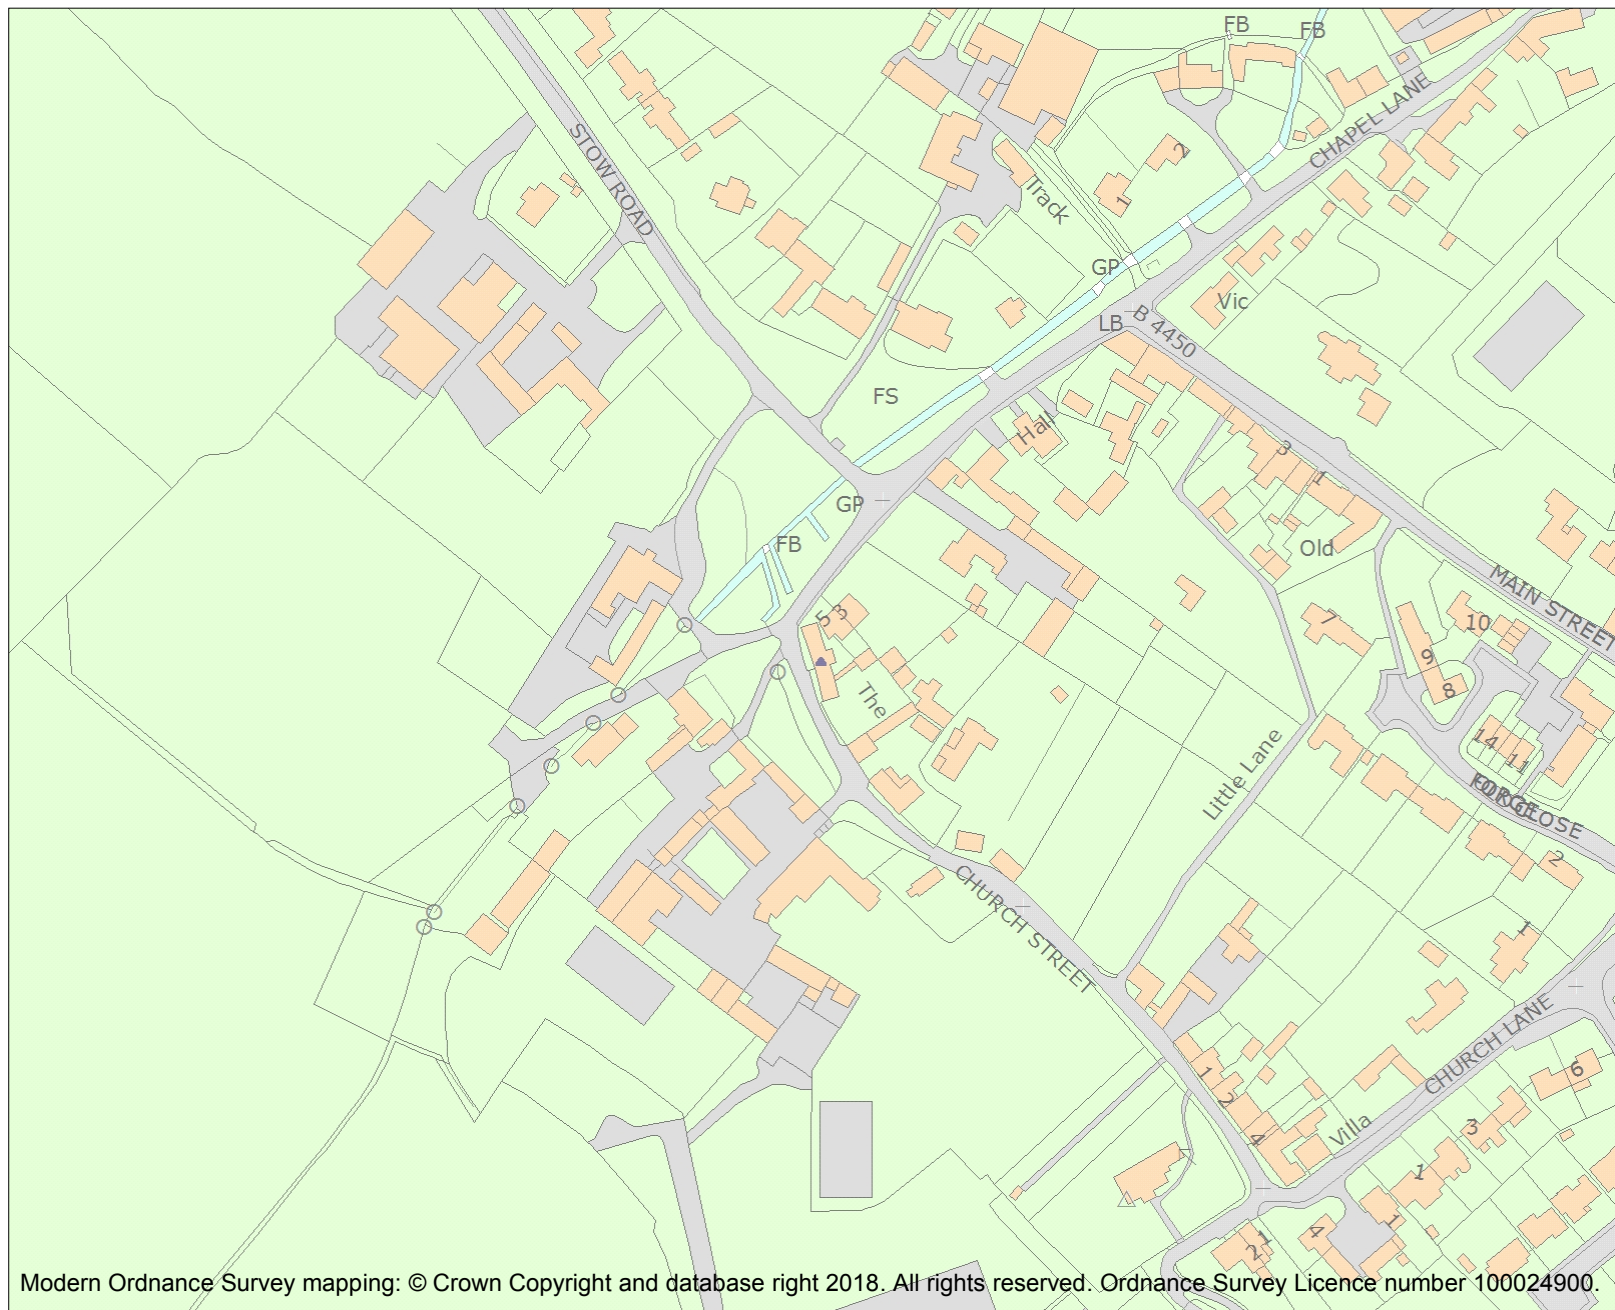 FB
FB
CHAPEL LANE
STOW ROAD
2
Track
1
GP
Vic
LB
B 4450
FS
Hall
3
1
GP
FB
Old
MAIN STREET
5
3
7
10
9
8
The
14
11
Little Lane
FORGE
CLOSE
2
CHURCH STREET
1
CHURCH LANE
6
1
2
4
Villa
3
1
1
4
1
2
Modern Ordnance Survey mapping: © Crown Copyright and database right 2018. All rights reserved. Ordnance Survey Licence number 100024900.